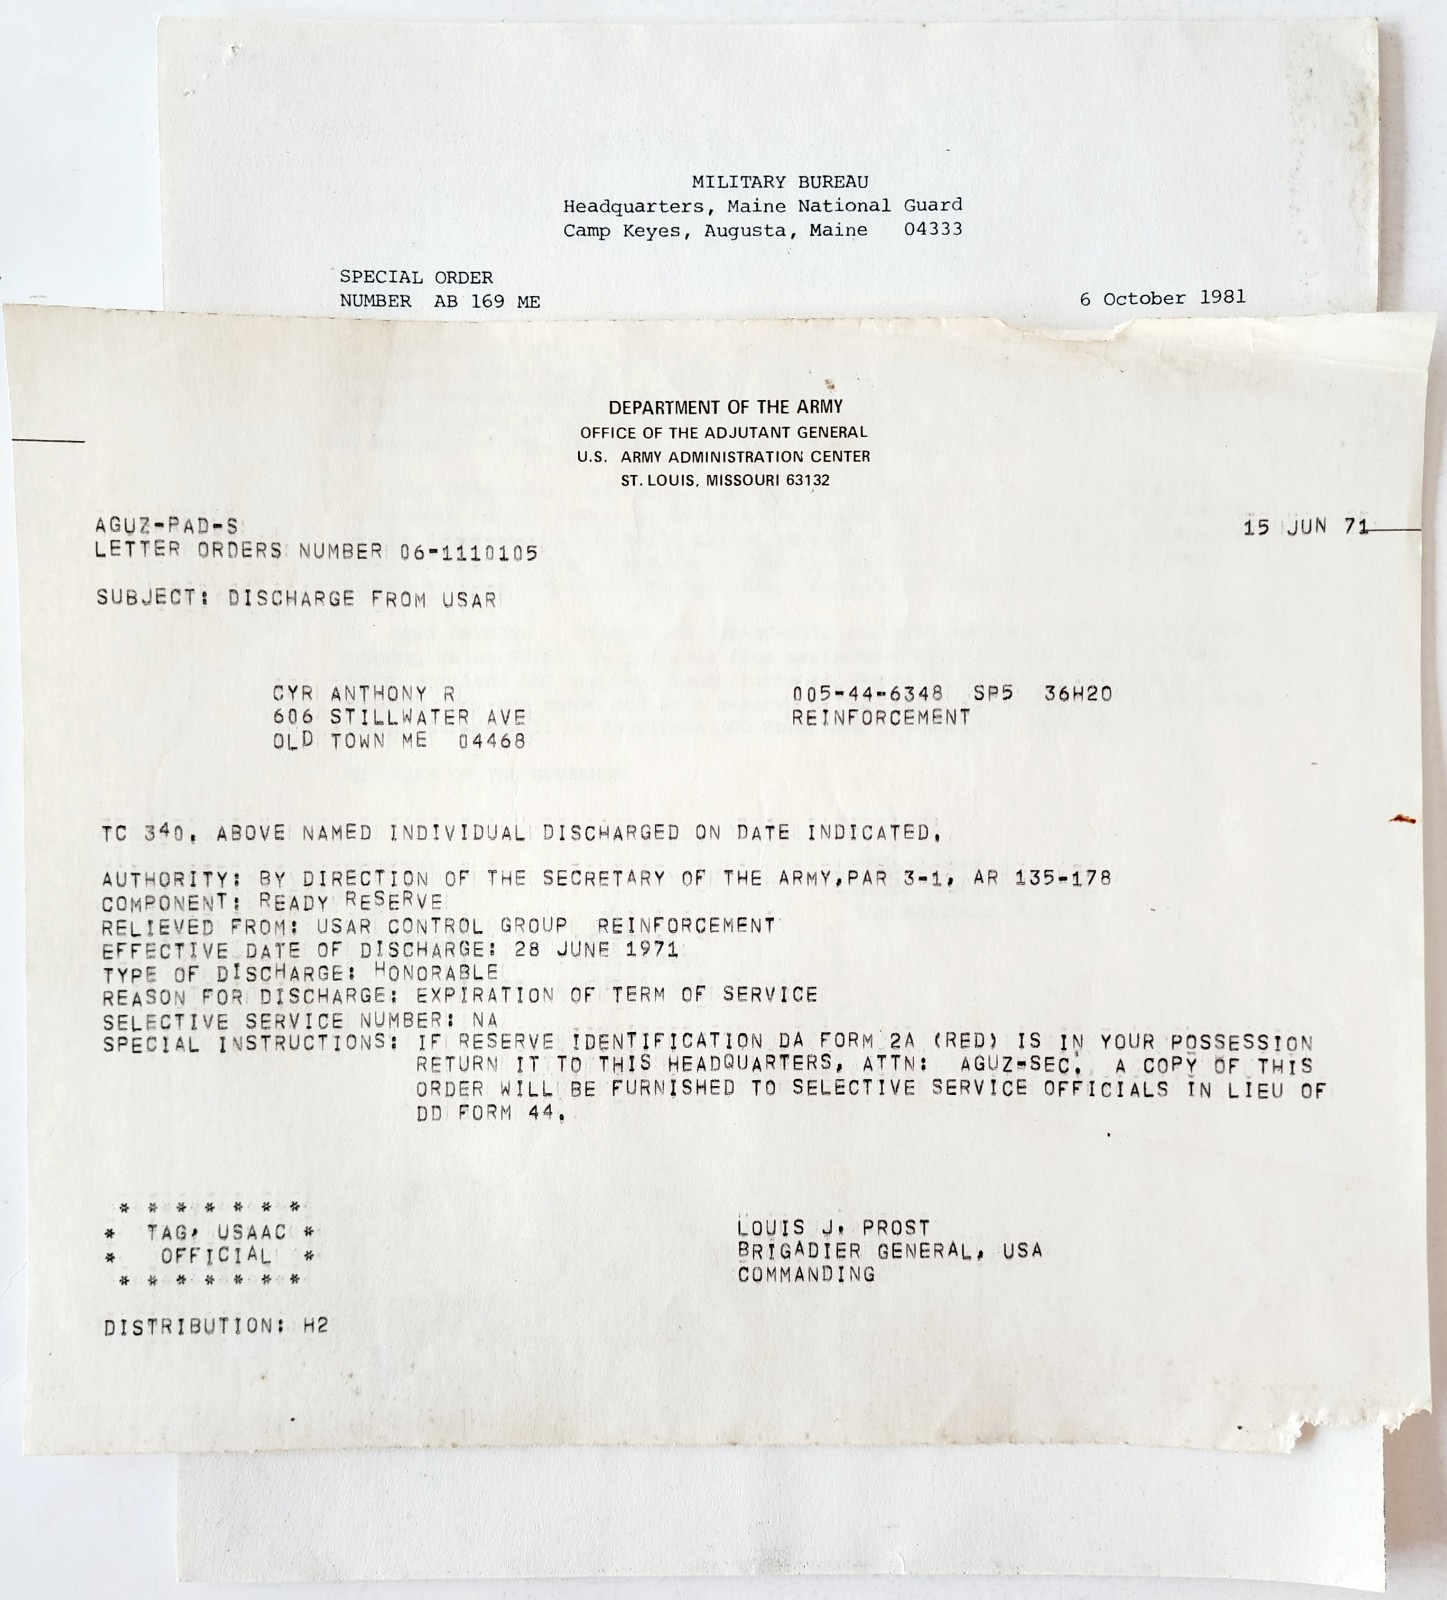 MILITARY BUREAU
Headquarters, Maine National Guard
Camp Keyes, Augusta, Maine 04333
SPECIAL ORDER
NUMBER AB 169 ME 6 October 1981
DEPARTMENT OF THE ARMY
OFFICE OF THE ADJUTANT GENERAL
U.S. ARMY ADMINISTRATION CENTER
ST. LOUIS, MISSOURI 63132
AGUZ-PAD-S 15 JUN 71
LETTER ORDERS NUMBER 06-1110105
SUBJECT: DISCHARGE FROM USAR
CYR ANTHONY R 005-44-6348 SP5 36H20
606 STILLWATER AVE REINFORCEMENT
OLD TOWN ME 04468
TC 340. ABOVE NAMED INDIVIDUAL DISCHARGED ON DATE INDICATED.
AUTHORITY: BY DIRECTION OF THE SECRETARY OF THE ARMY,PAR 3-1, AR 135-178
COMPONENT: READY RESERVE
RELIEVED FROM: USAR CONTROL GROUP REINFORCEMENT
EFFECTIVE DATE OF DISCHARGE: 28 JUNE 1971
TYPE OF DISCHARGE: HONORABLE
REASON FOR DISCHARGE: EXPIRATION OF TERM OF SERVICE
SELECTIVE SERVICE NUMBER: NA
SPECIAL INSTRUCTIONS: IF RESERVE IDENTIFICATION DA FORM 2A (RED) IS IN YOUR POSSESSION
RETURN IT TO THIS HEADQUARTERS, ATTN: AGUZ-SEC. A COPY OF THIS
ORDER WILL BE FURNISHED TO SELECTIVE SERVICE OFFICIALS IN LIEU OF
DD FORM 44.
* * * * * * *
* TAG, USAAC *
* OFFICIAL *
* * * * * * *
LOUIS J. PROST
BRIGADIER GENERAL, USA
COMMANDING
DISTRIBUTION: H2